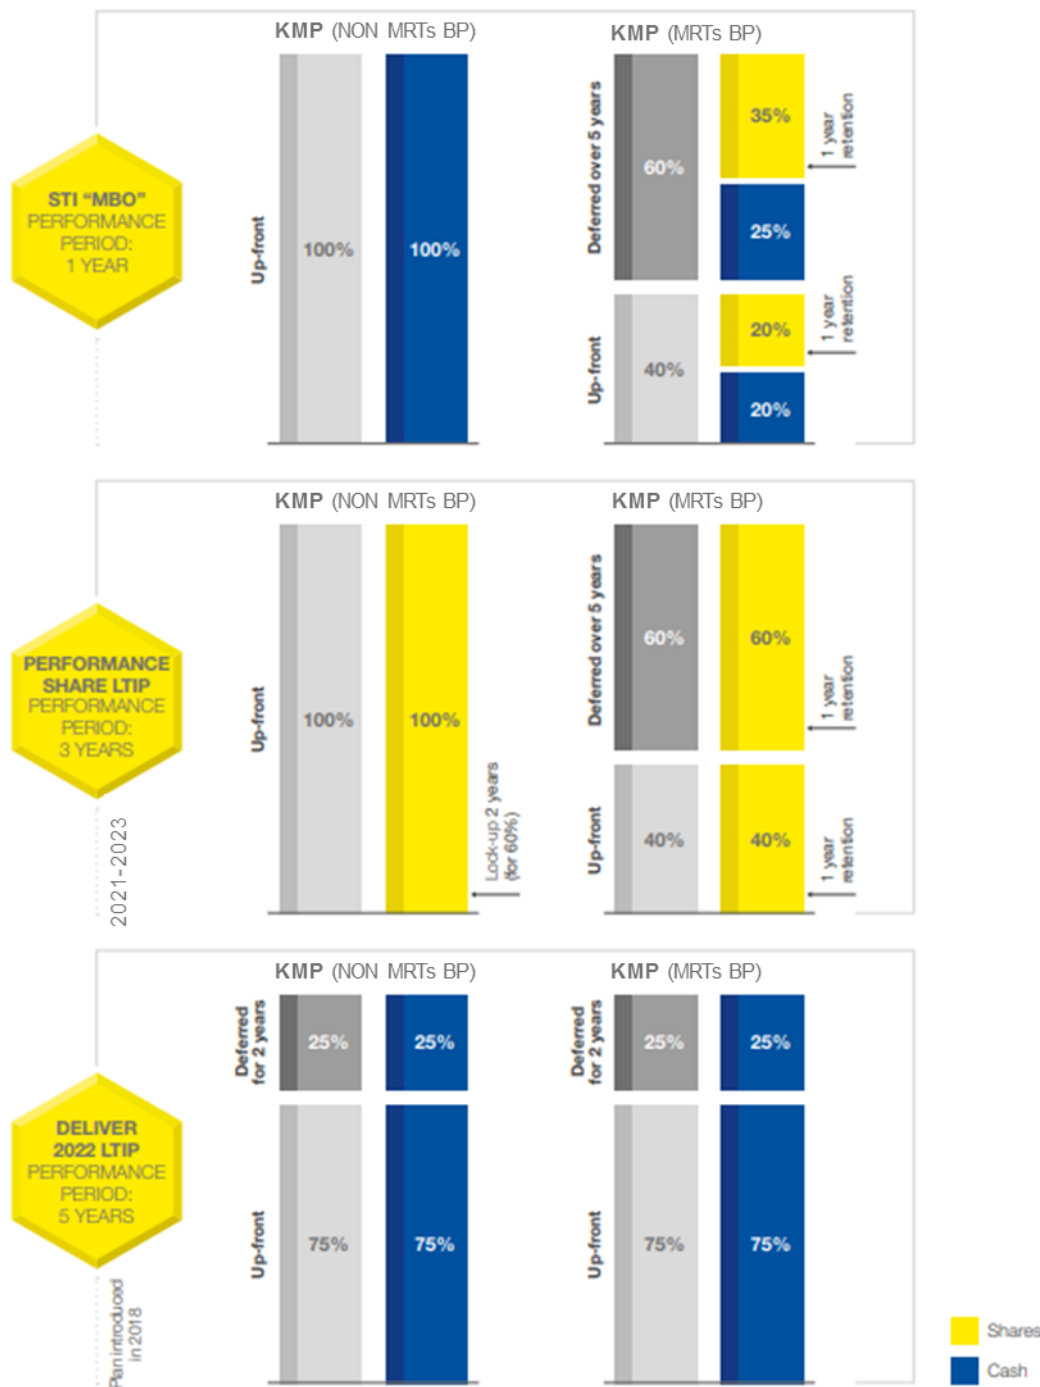 KMP (NON MRTs BP)
KMP (MRTs BP)
STI “MBO”
PERFORMANCE
PERIOD:
1 YEAR
Up-front
100%
100%
Deferred over 5 years
60%
35%
1 year
retention
25%
Up-front
40%
20%
1 year
retention
20%
KMP (NON MRTs BP)
KMP (MRTs BP)
PERFORMANCE
SHARE LTIP
PERFORMANCE
PERIOD:
3 YEARS
2021-2023
Up-front
100%
100%
Lock-up 2 years
(for 60%)
Deferred over 5 years
60%
60%
1 year
retention
Up-front
40%
40%
1 year
retention
KMP (NON MRTs BP)
KMP (MRTs BP)
DELIVER
2022 LTIP
PERFORMANCE
PERIOD:
5 YEARS
Plan introduced
in 2018
Deferred
for 2 years
25%
25%
Up-front
75%
75%
Deferred
for 2 years
25%
25%
Up-front
75%
75%
Shares
Cash